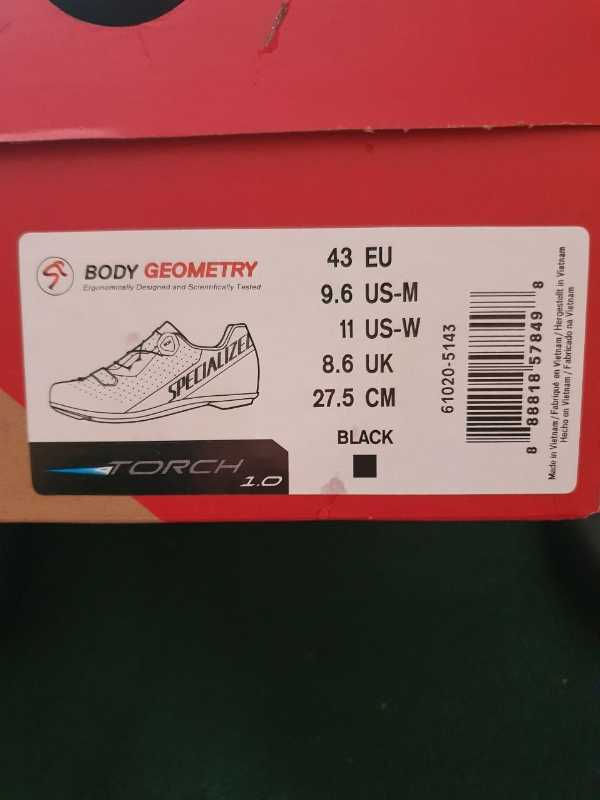 BODY GEOMETRY
Ergonomically Designed and Scientifically Tested
SPECIALIZED
TORCH
1.0
43 EU
9.6 US-M
11 US-W
8.6 UK
27.5 CM
BLACK
61020-5143
8 88818 57849 8
Made in Vietnam / Fabriqué en Vietnam / Hergestellt in Vietnam
Hecho en Vietnam / Fabricado na Vietnam